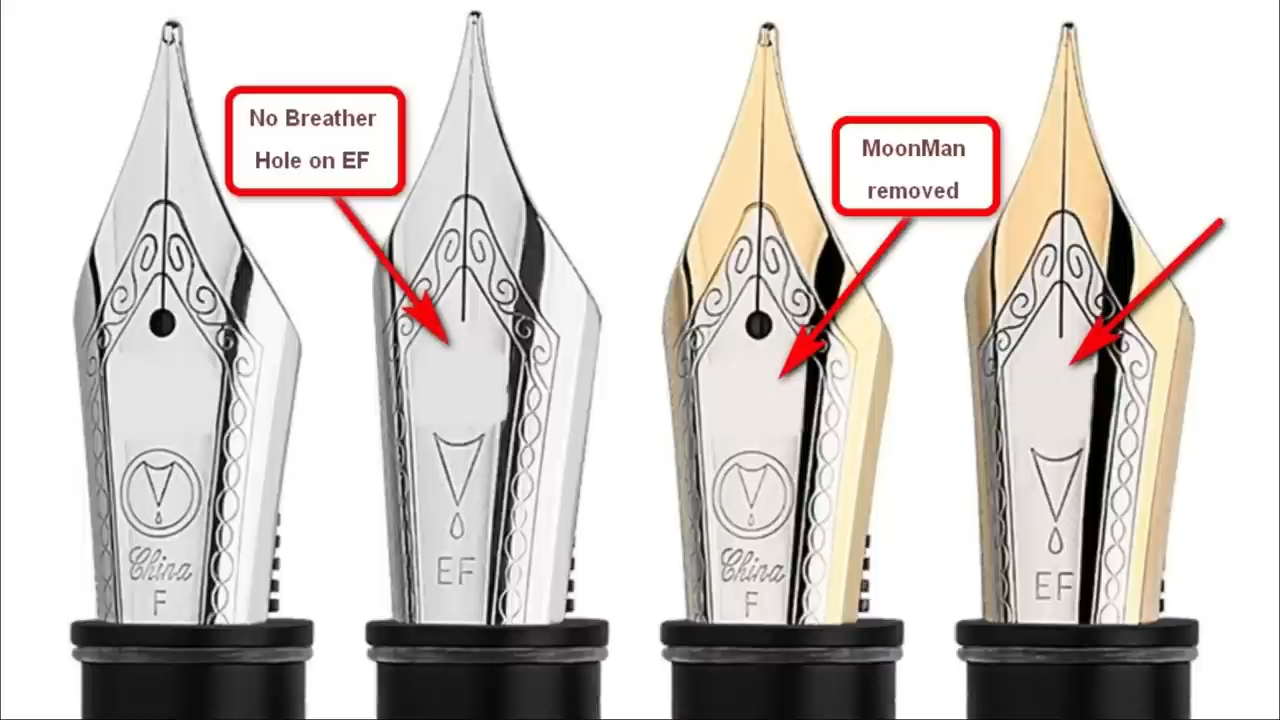 No Breather
Hole on EF
MoonMan
removed
China
F
EF
China
F
EF